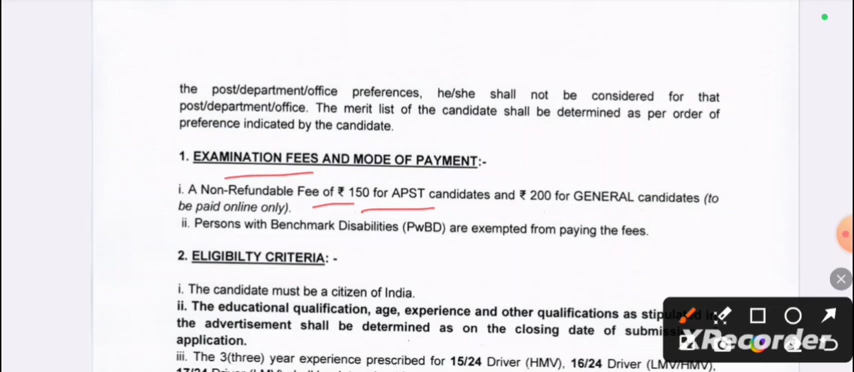 the post/department/office preferences, he/she shall not be considered for that
post/department/office. The merit list of the candidate shall be determined as per order of
preference indicated by the candidate.
1. EXAMINATION FEES AND MODE OF PAYMENT:-
i. A Non-Refundable Fee of ₹ 150 for APST candidates and ₹ 200 for GENERAL candidates (to
be paid online only).
ii. Persons with Benchmark Disabilities (PwBD) are exempted from paying the fees.
2. ELIGIBILTY CRITERIA: -
i. The candidate must be a citizen of India.
ii. The educational qualification, age, experience and other qualifications as
the advertisement shall be determined as on the closing date of
application.
iii. The 3(three) year experience prescribed for 15/24 Driver (HMV), 16/24 Driver (LMV/HMV),
XRecorder